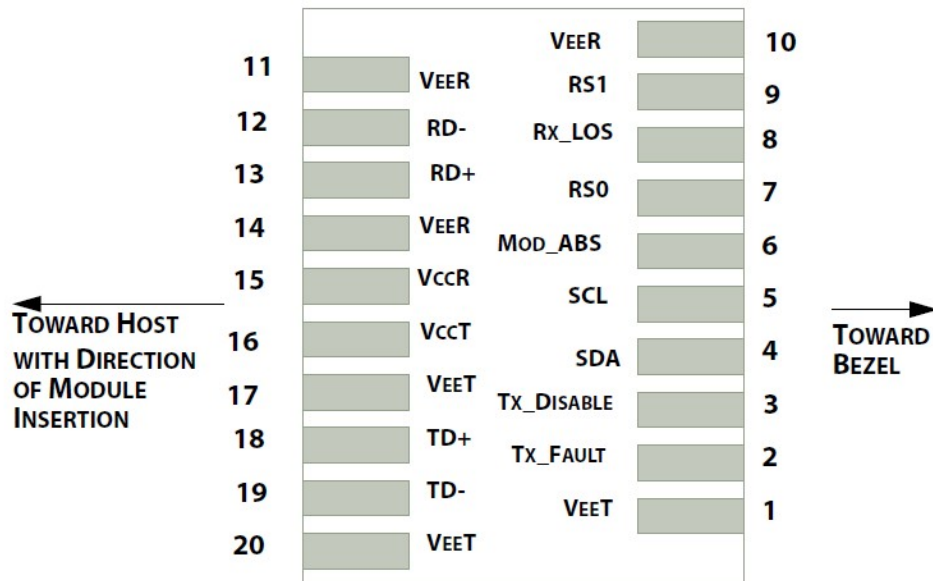 VEER 10
11 VEER
RS1 9
12 RD-
RX_LOS 8
13 RD+
RS0 7
14 VEER
MOD_ABS 6
15 VCCR
SCL 5
TOWARD HOST
WITH DIRECTION
OF MODULE
INSERTION
TOWARD
BEZEL
16 VCCT
SDA 4
17 VEET
TX_DISABLE 3
18 TD+
TX_FAULT 2
19 TD-
VEET 1
20 VEET